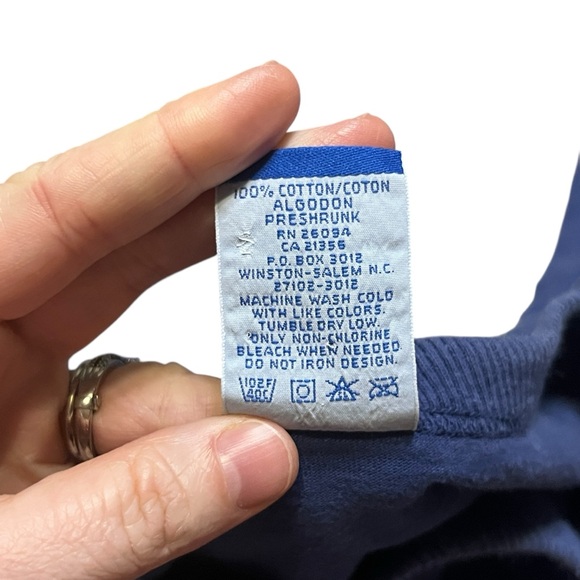 100% COTTON/COTON
ALGODON
PRESHRUNK
RN 26094
CA 21356
P.O. BOX 3012
WINSTON-SALEM N.C.
27102-3012
MACHINE WASH COLD
WITH LIKE COLORS.
TUMBLE DRY LOW.
ONLY NON-CHLORINE
BLEACH WHEN NEEDED.
DO NOT IRON DESIGN.
102F
40C